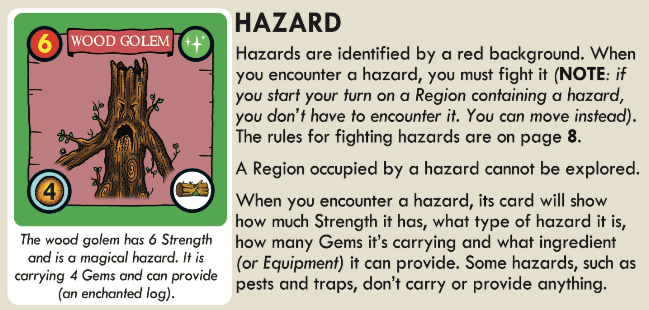 6
WOOD GOLEM
4
The wood golem has 6 Strength
and is a magical hazard. It is
carrying 4 Gems and can provide
(an enchanted log).
HAZARD
Hazards are identified by a red background. When
you encounter a hazard, you must fight it (NOTE: if
you start your turn on a Region containing a hazard,
you don't have to encounter it. You can move instead).
The rules for fighting hazards are on page 8.
A Region occupied by a hazard cannot be explored.
When you encounter a hazard, its card will show
how much Strength it has, what type of hazard it is,
how many Gems it's carrying and what ingredient
(or Equipment) it can provide. Some hazards, such as
pests and traps, don't carry or provide anything.